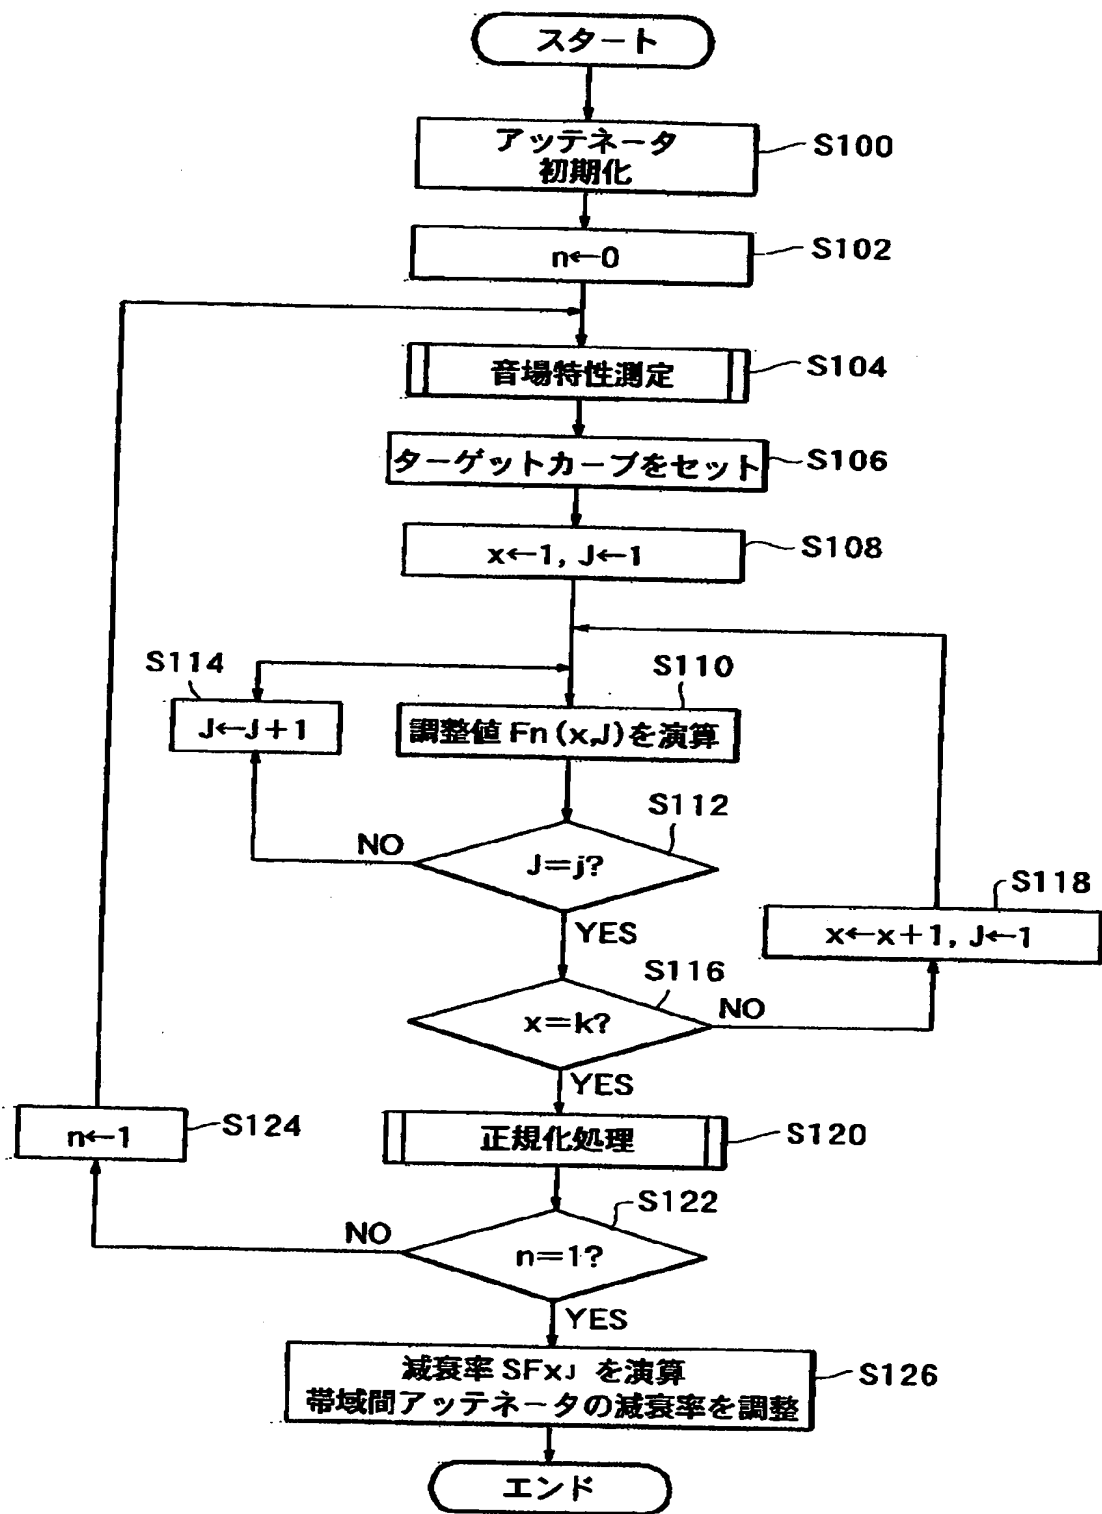 スタート
アッテネータ
初期化
S100
n←0
S102
音場特性測定
S104
ターゲットカーブをセット
S106
x←1, J←1
S108
S114
J←J+1
S110
調整値 Fn(x,J)を演算
S112
J=j?
NO
YES
S118
x←x+1, J←1
S116
x=k?
NO
YES
n←1
S124
正規化処理
S120
S122
n=1?
NO
YES
減衰率 SFxJ を演算
帯域間アッテネータの減衰率を調整
S126
エンド